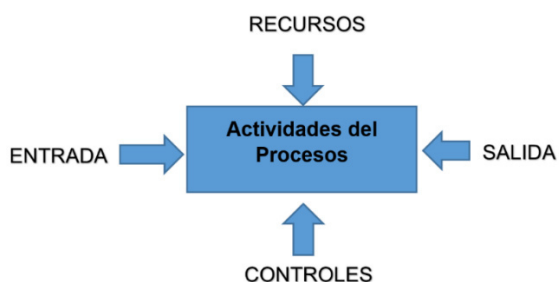 RECURSOS
Actividades del
Procesos
ENTRADA
SALIDA
CONTROLES